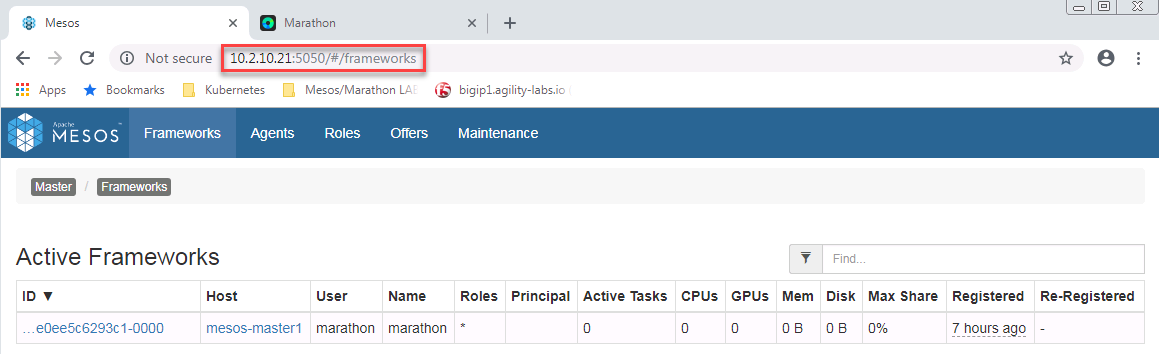 Mesos
Marathon
Not secure 10.2.10.21:5050/#/frameworks
Apps Bookmarks Kubernetes Mesos/Marathon LAB bigip1.agility-labs.io
Apache MESOS™ Frameworks Agents Roles Offers Maintenance
Master / Frameworks
Active Frameworks
Find...
ID ▼ Host User Name Roles Principal Active Tasks CPUs GPUs Mem Disk Max Share Registered Re-Registered
…e0ee5c6293c1-0000 mesos-master1 marathon marathon * 0 0 0 0 B 0 B 0% 7 hours ago -